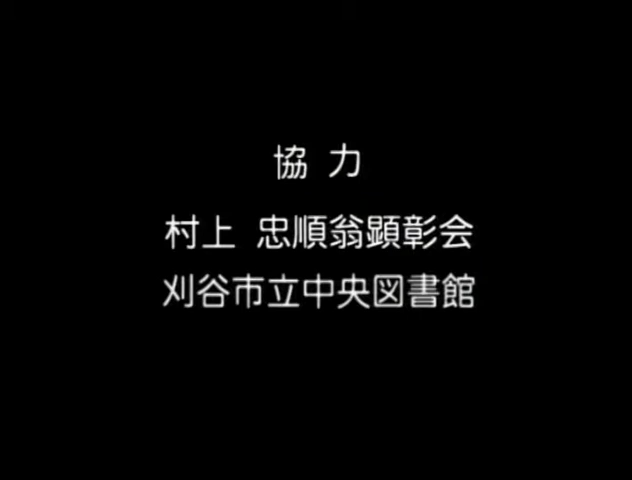 協 力
村上 忠順翁顕彰会
刈谷市立中央図書館